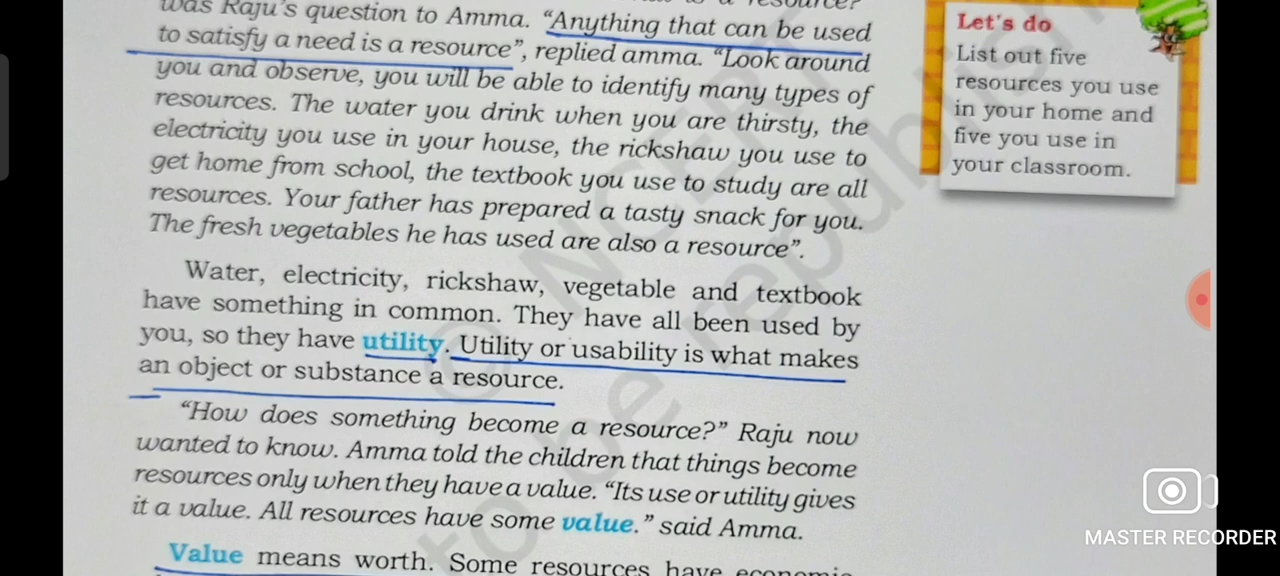 was Raju's question to Amma. "Anything that can be used
to satisfy a need is a resource", replied amma. "Look around
you and observe, you will be able to identify many types of
resources. The water you drink when you are thirsty, the
electricity you use in your house, the rickshaw you use to
get home from school, the textbook you use to study are all
resources. Your father has prepared a tasty snack for you.
The fresh vegetables he has used are also a resource".
Water, electricity, rickshaw, vegetable and textbook
have something in common. They have all been used by
you, so they have utility. Utility or usability is what makes
an object or substance a resource.
"How does something become a resource?" Raju now
wanted to know. Amma told the children that things become
resources only when they have a value. "Its use or utility gives
it a value. All resources have some value." said Amma.
Value means worth. Some resources have economic
Let's do
List out five
resources you use
in your home and
five you use in
your classroom.
© NCERT
to be republish
MASTER RECORDER